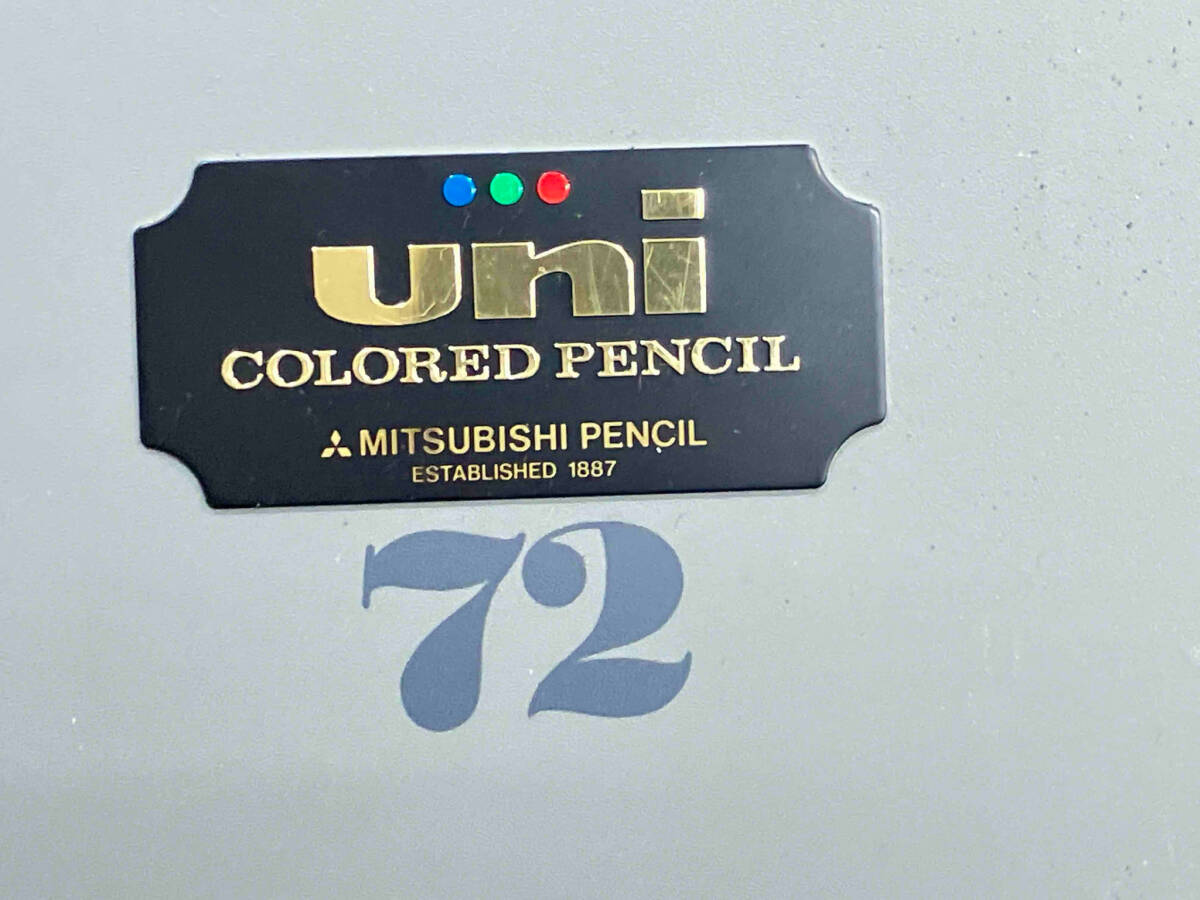 uni
COLORED PENCIL
MITSUBISHI PENCIL
ESTABLISHED 1887
72